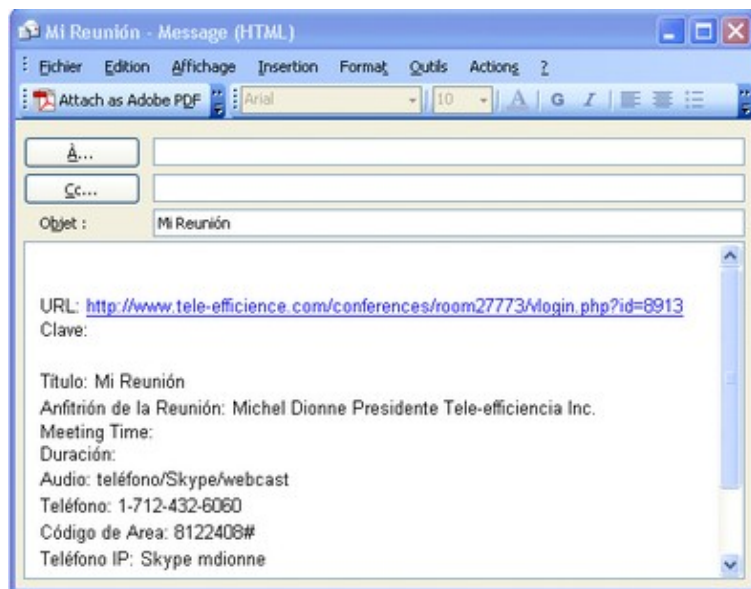 Mi Reunión - Message (HTML)
Fichier Edition Affichage Insertion Format Outils Actions ?
Attach as Adobe PDF Arial 10 A G I
À...
Cc...
Objet : Mi Reunión
URL: http://www.tele-efficience.com/conferences/room27773/vlogin.php?id=8913
Clave:
Título: Mi Reunión
Anfitrión de la Reunión: Michel Dionne Presidente Tele-efficiencia Inc.
Meeting Time:
Duración:
Audio: teléfono/Skype/webcast
Teléfono: 1-712-432-6060
Código de Area: 8122408#
Teléfono IP: Skype mdionne